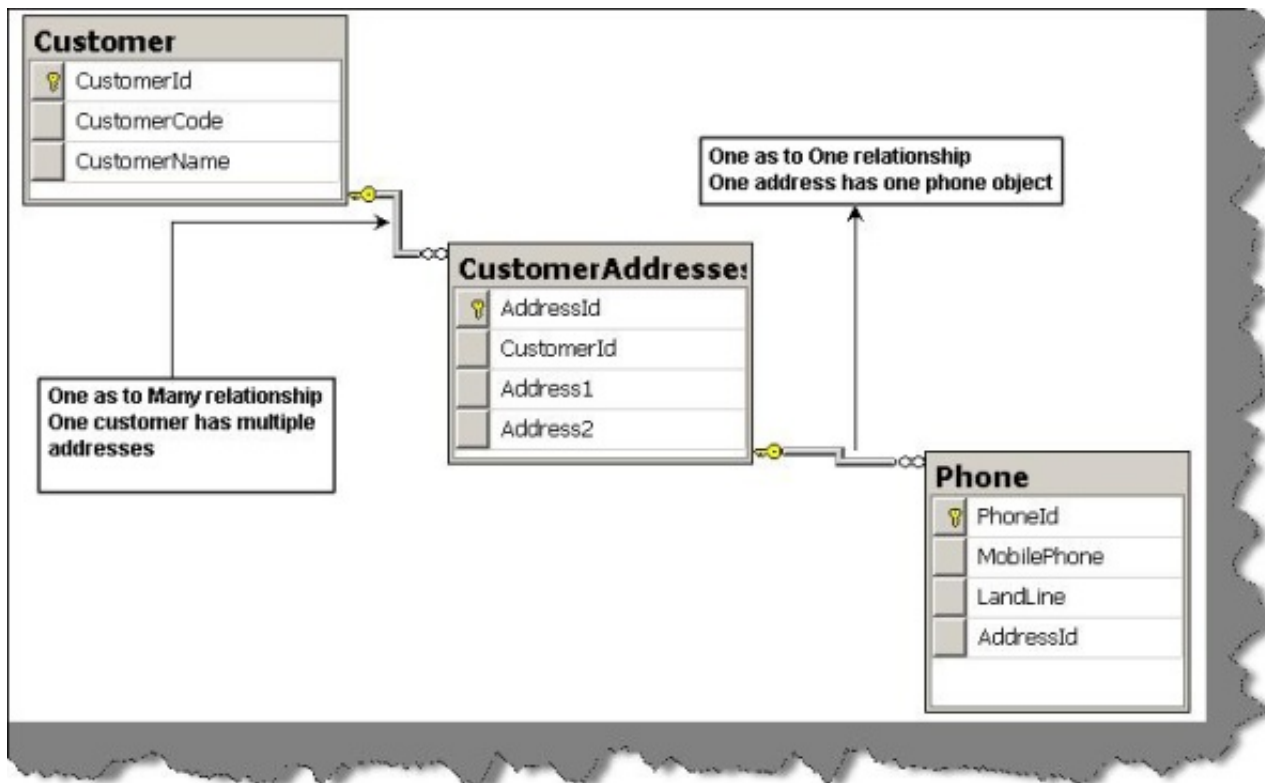 Customer
CustomerId
CustomerCode
CustomerName
One as to One relationship
One address has one phone object
CustomerAddresses
AddressId
CustomerId
Address1
Address2
One as to Many relationship
One customer has multiple
addresses
Phone
PhoneId
MobilePhone
LandLine
AddressId